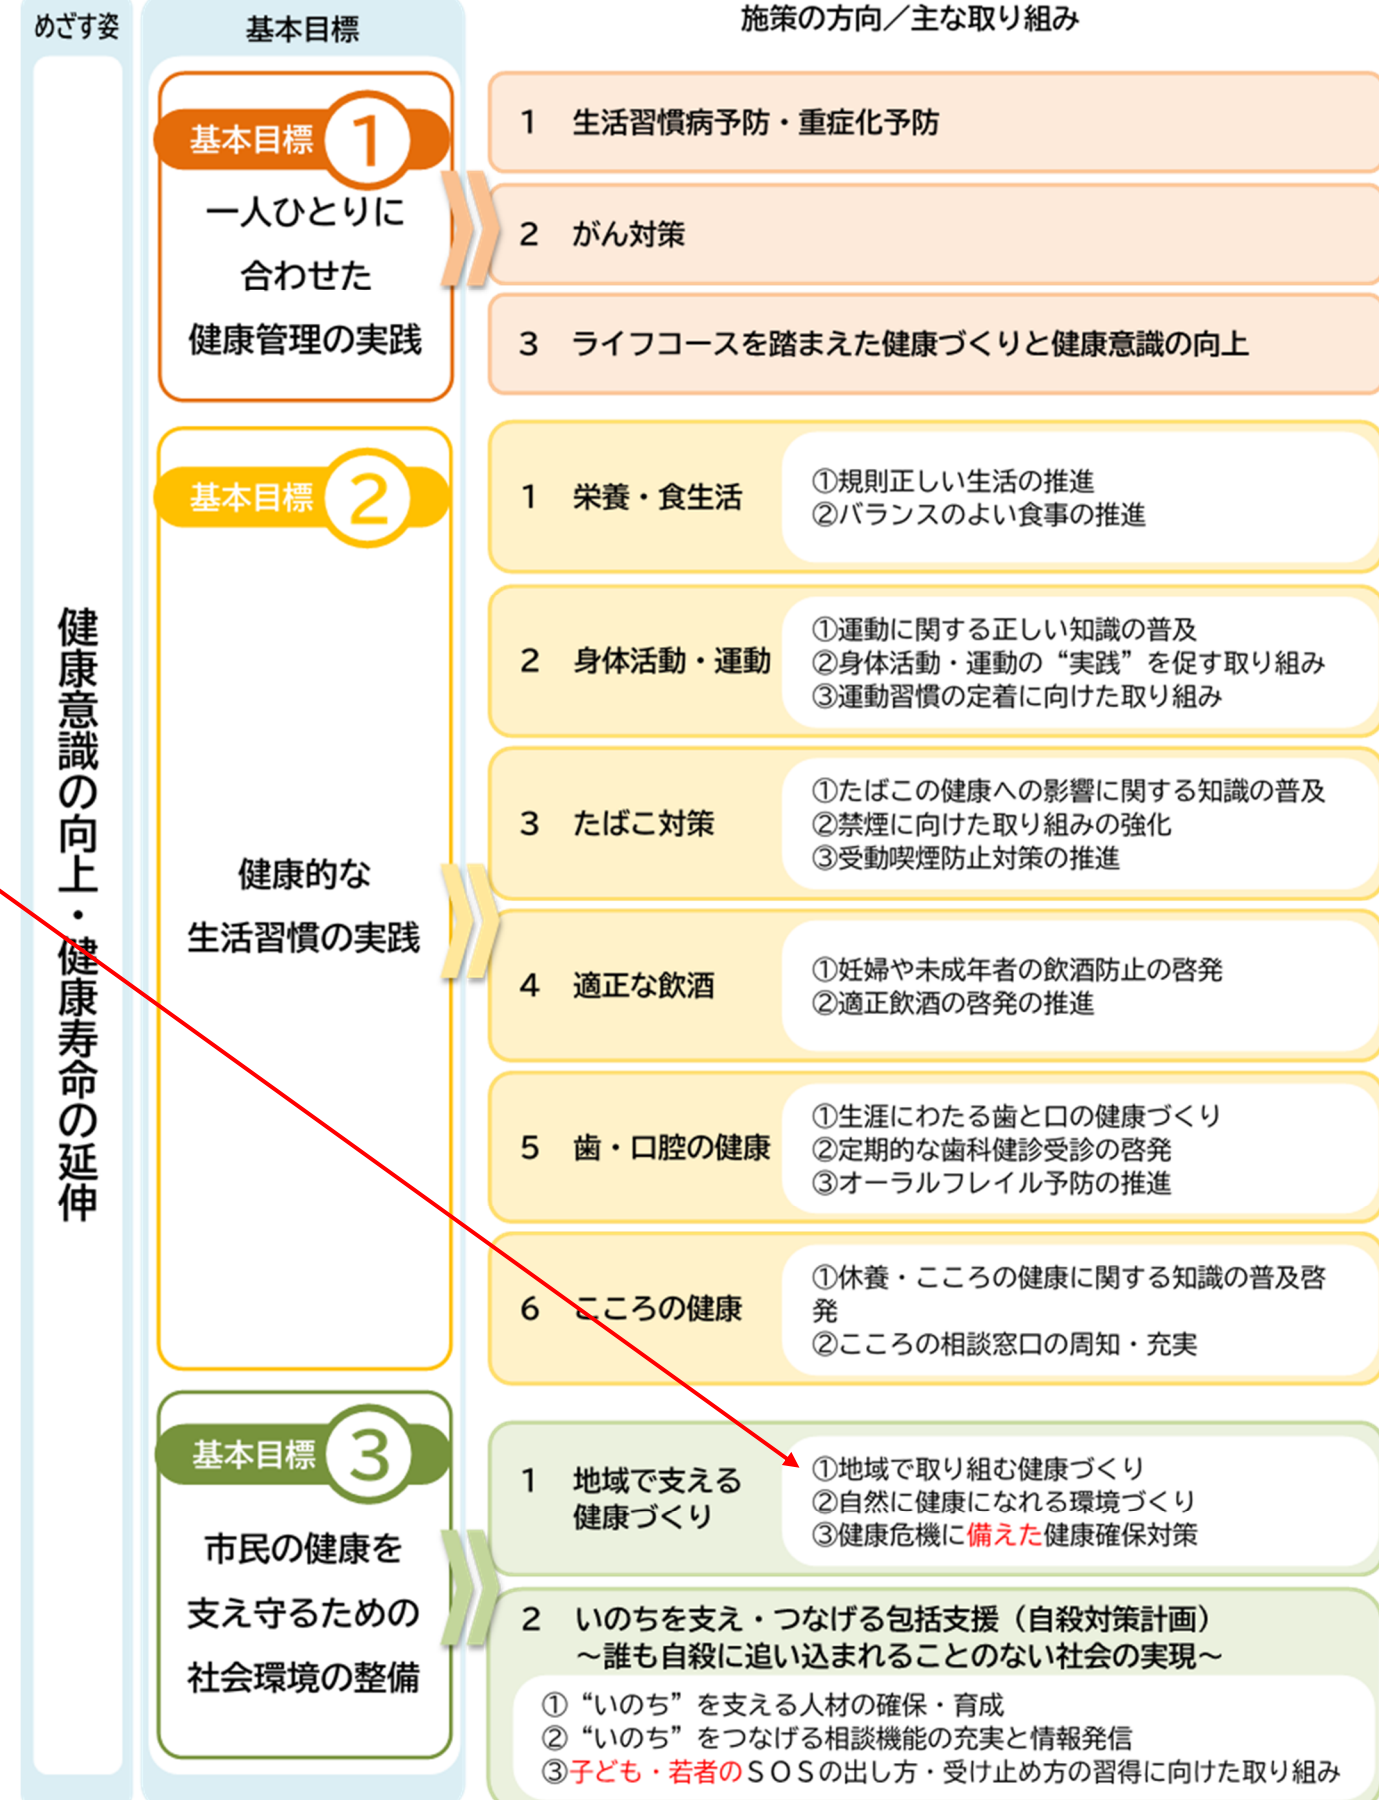 めざす姿
基本目標
施策の方向／主な取り組み
健康意識の向上・健康寿命の延伸
基本目標 1
一人ひとりに
合わせた
健康管理の実践
1 生活習慣病予防・重症化予防
2 がん対策
3 ライフコースを踏まえた健康づくりと健康意識の向上
基本目標 2
健康的な
生活習慣の実践
1 栄養・食生活
①規則正しい生活の推進
②バランスのよい食事の推進
2 身体活動・運動
①運動に関する正しい知識の普及
②身体活動・運動の“実践”を促す取り組み
③運動習慣の定着に向けた取り組み
3 たばこ対策
①たばこの健康への影響に関する知識の普及
②禁煙に向けた取り組みの強化
③受動喫煙防止対策の推進
4 適正な飲酒
①妊婦や未成年者の飲酒防止の啓発
②適正飲酒の啓発の推進
5 歯・口腔の健康
①生涯にわたる歯と口の健康づくり
②定期的な歯科健診受診の啓発
③オーラルフレイル予防の推進
6 こころの健康
①休養・こころの健康に関する知識の普及啓
発
②こころの相談窓口の周知・充実
基本目標 3
市民の健康を
支え守るための
社会環境の整備
1 地域で支える
健康づくり
①地域で取り組む健康づくり
②自然に健康になれる環境づくり
③健康危機に備えた健康確保対策
2 いのちを支え・つなげる包括支援（自殺対策計画）
～誰も自殺に追い込まれることのない社会の実現～
①“いのち”を支える人材の確保・育成
②“いのち”をつなげる相談機能の充実と情報発信
③子ども・若者のＳＯＳの出し方・受け止め方の習得に向けた取り組み